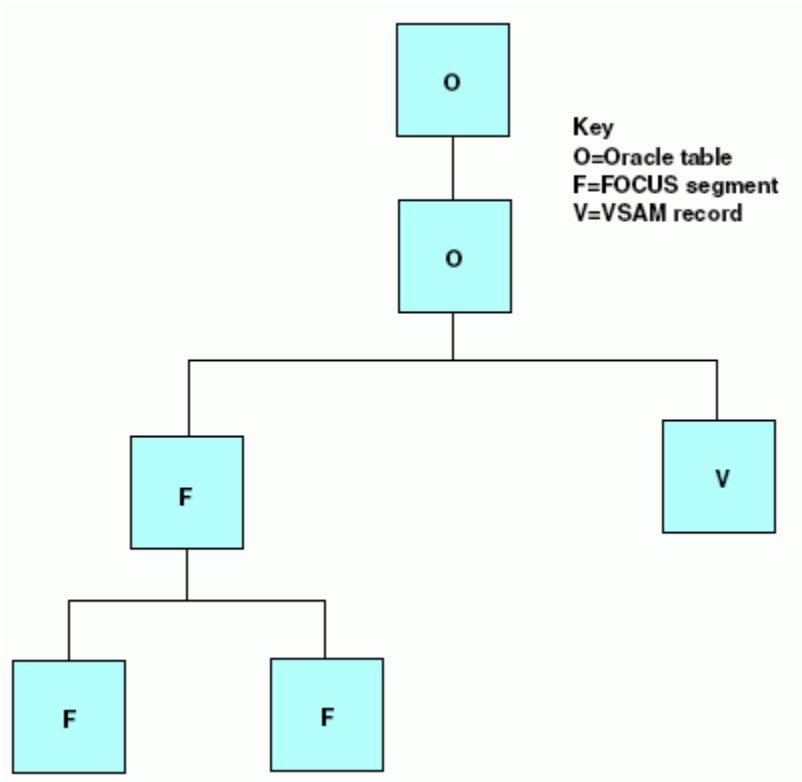 O
Key
O=Oracle table
F=FOCUS segment
V=VSAM record
O
F
V
F
F